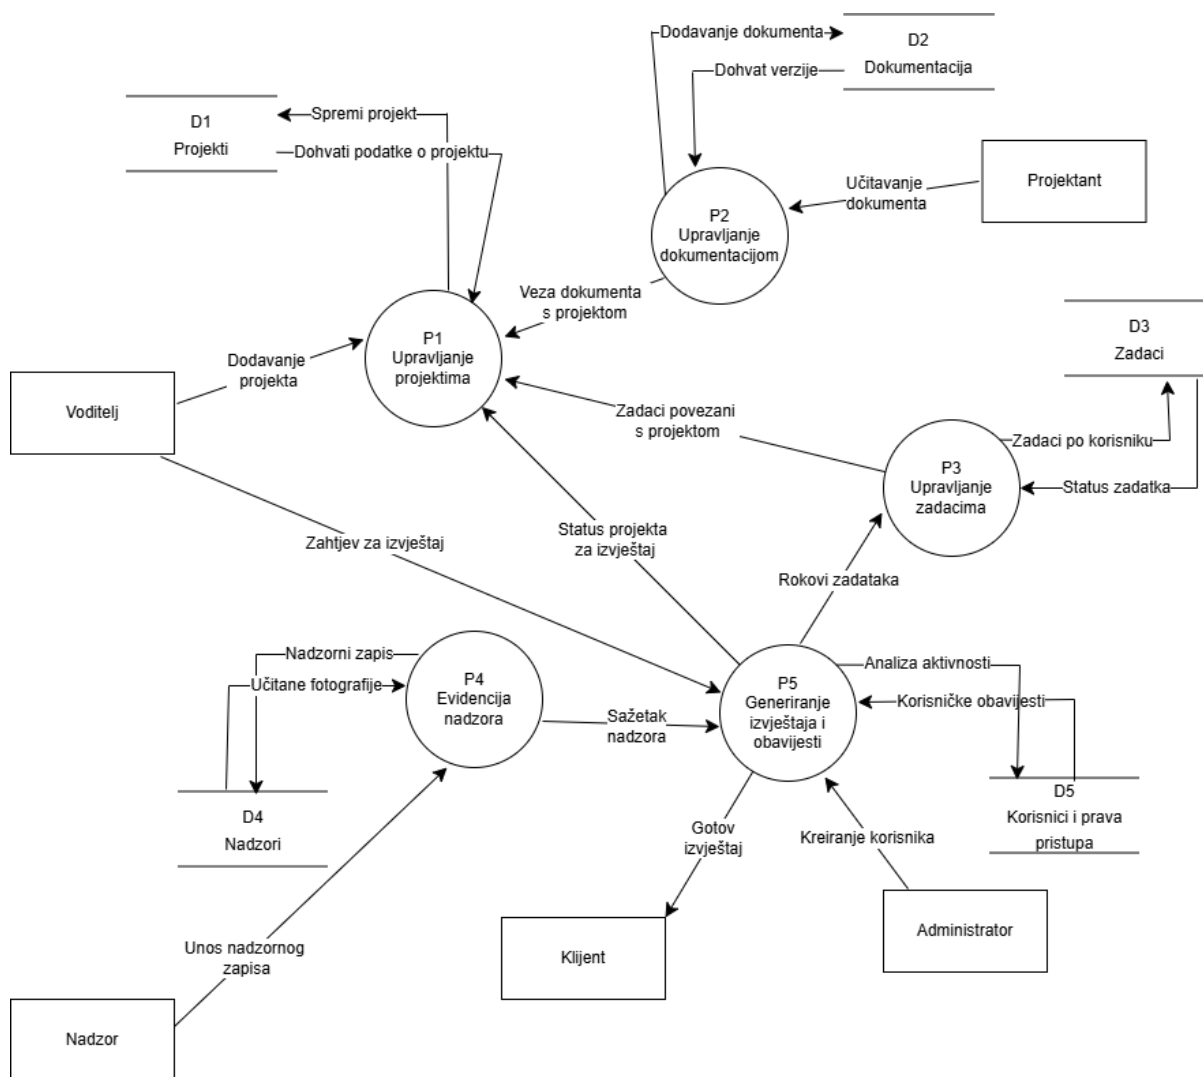 Dodavanje dokumenta
D2
Dokumentacija
Dohvat verzije
D1
Projekti
Spremi projekt
Dohvati podatke o projektu
Projektant
Učitavanje
dokumenta
P2
Upravljanje
dokumentacijom
Veza dokumenta
s projektom
D3
Zadaci
P1
Upravljanje
projektima
Dodavanje
projekta
Voditelj
Zadaci povezani
s projektom
Zadaci po korisniku
P3
Upravljanje
zadacima
Status zadatka
Zahtjev za izvještaj
Status projekta
za izvještaj
Rokovi zadataka
Nadzorni zapis
Učitane fotografije
P4
Evidencija
nadzora
Sažetak
nadzora
P5
Generiranje
izvještaja i
obavijesti
Analiza aktivnosti
Korisničke obavijesti
D4
Nadzori
D5
Korisnici i prava
pristupa
Gotov
izvještaj
Kreiranje korisnika
Administrator
Klijent
Unos nadzornog
zapisa
Nadzor